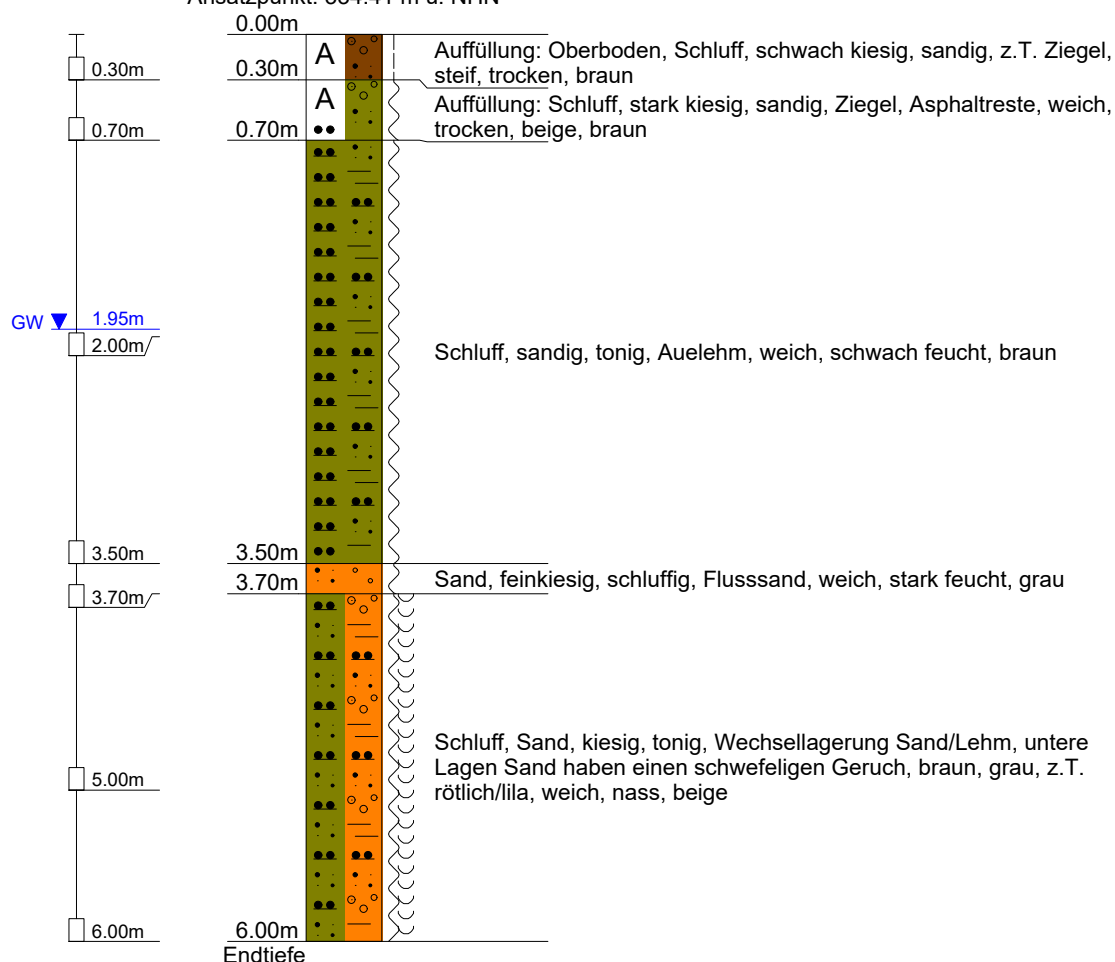 0.00m
0.30m
0.30m
A
Auffüllung: Oberboden, Schluff, schwach kiesig, sandig, z.T. Ziegel,
steif, trocken, braun
0.70m
0.70m
A
Auffüllung: Schluff, stark kiesig, sandig, Ziegel, Asphaltreste, weich,
trocken, beige, braun
GW
1.95m
2.00m
Schluff, sandig, tonig, Auelehm, weich, schwach feucht, braun
3.50m
3.50m
3.70m
3.70m
Sand, feinkiesig, schluffig, Flusssand, weich, stark feucht, grau
5.00m
Schluff, Sand, kiesig, tonig, Wechsellagerung Sand/Lehm, untere
Lagen Sand haben einen schwefeligen Geruch, braun, grau, z.T.
rötlich/lila, weich, nass, beige
6.00m
6.00m
Endtiefe